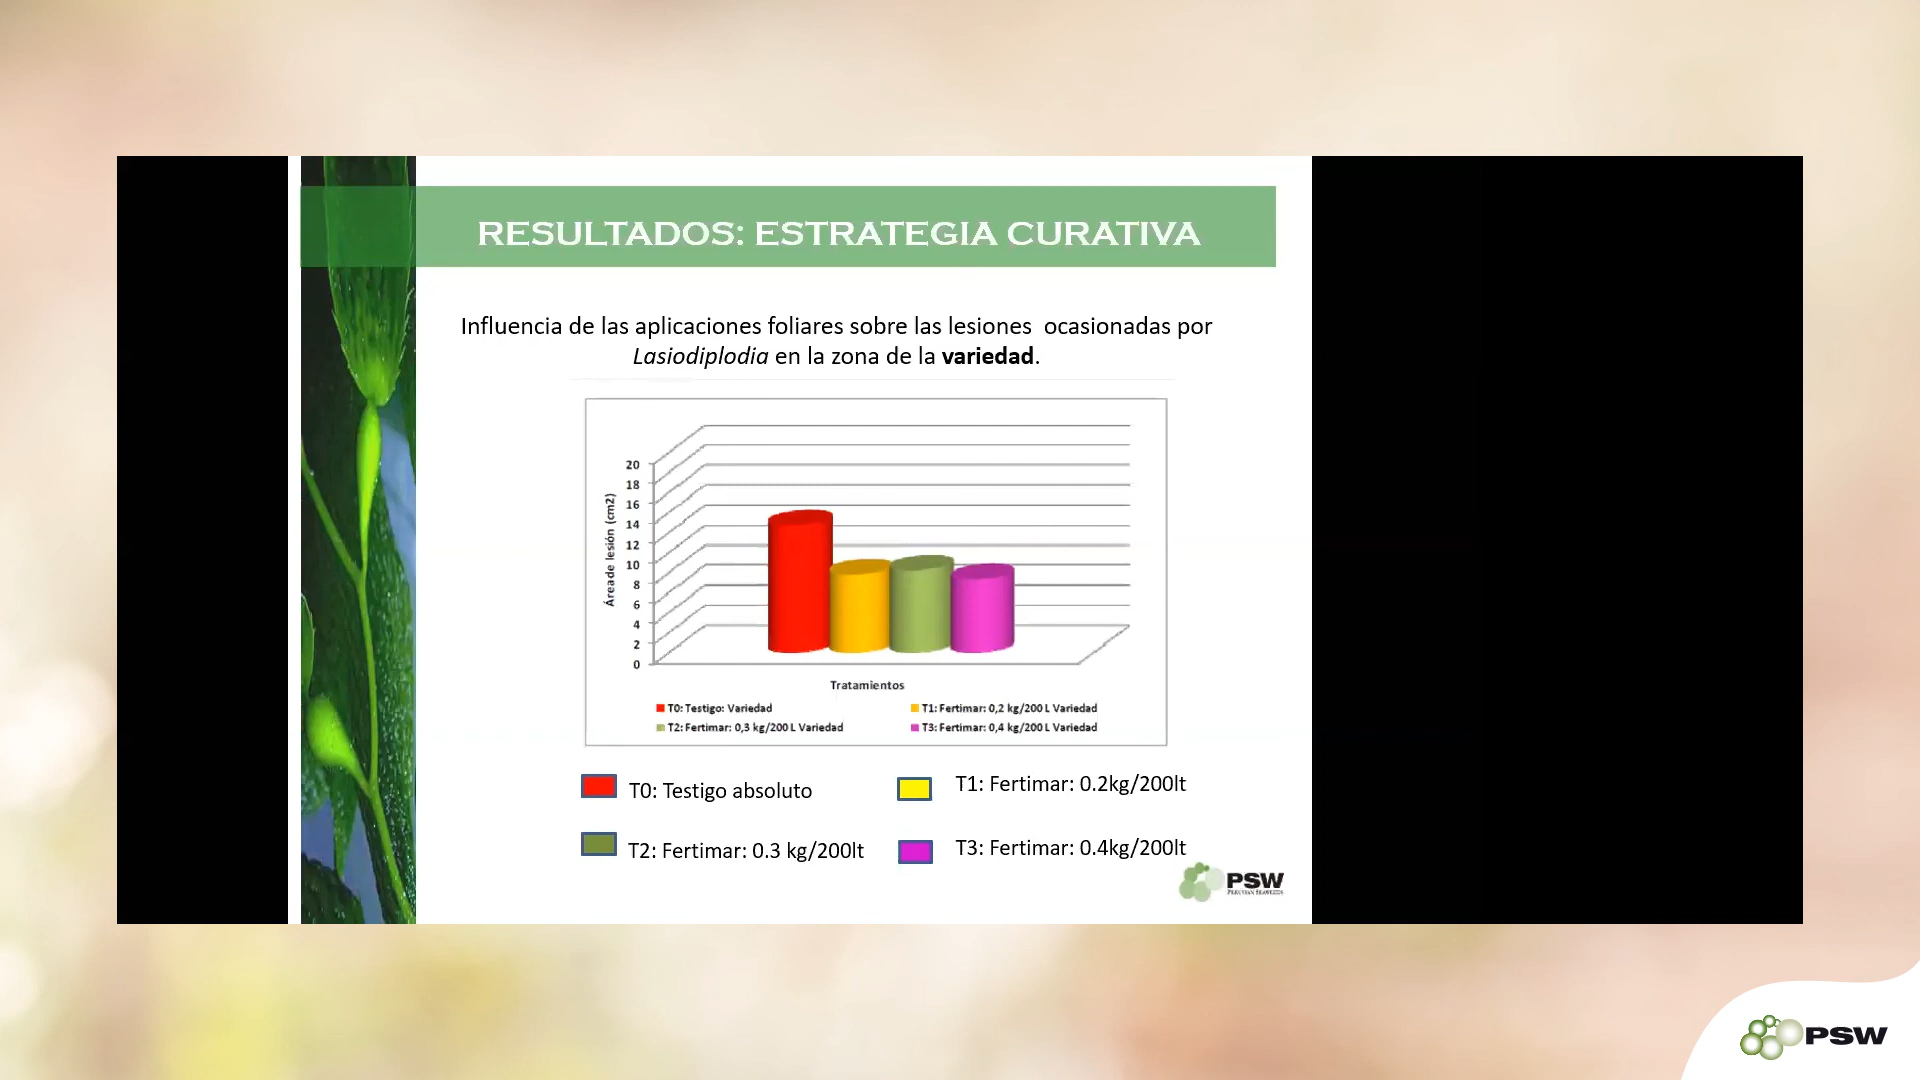 RESULTADOS: ESTRATEGIA CURATIVA
Influencia de las aplicaciones foliares sobre las lesiones ocasionadas por
Lasiodiplodia en la zona de la variedad.
20
18
16
14
12
10
8
6
4
2
0
Área de lesión (cm2)
Tratamientos
T0: Testigo: Variedad
T1: Fertimar: 0,2 kg/200 L Variedad
T2: Fertimar: 0,3 kg/200 L Variedad
T3: Fertimar: 0,4 kg/200 L Variedad
T0: Testigo absoluto
T1: Fertimar: 0.2kg/200lt
T2: Fertimar: 0.3 kg/200lt
T3: Fertimar: 0.4kg/200lt
PSW
PERUVIAN SEAWEEDS
PSW